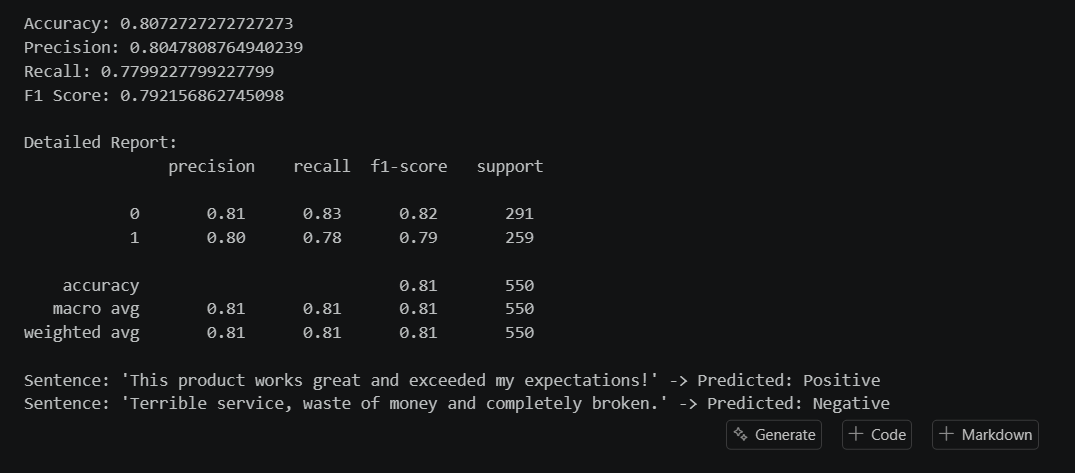 Accuracy: 0.8072727272727273
Precision: 0.8047808764940239
Recall: 0.7799227799227799
F1 Score: 0.792156862745098
Detailed Report:
precision recall f1-score support
0 0.81 0.83 0.82 291
1 0.80 0.78 0.79 259
accuracy 0.81 550
macro avg 0.81 0.81 0.81 550
weighted avg 0.81 0.81 0.81 550
Sentence: 'This product works great and exceeded my expectations!' -> Predicted: Positive
Sentence: 'Terrible service, waste of money and completely broken.' -> Predicted: Negative
Generate + Code + Markdown